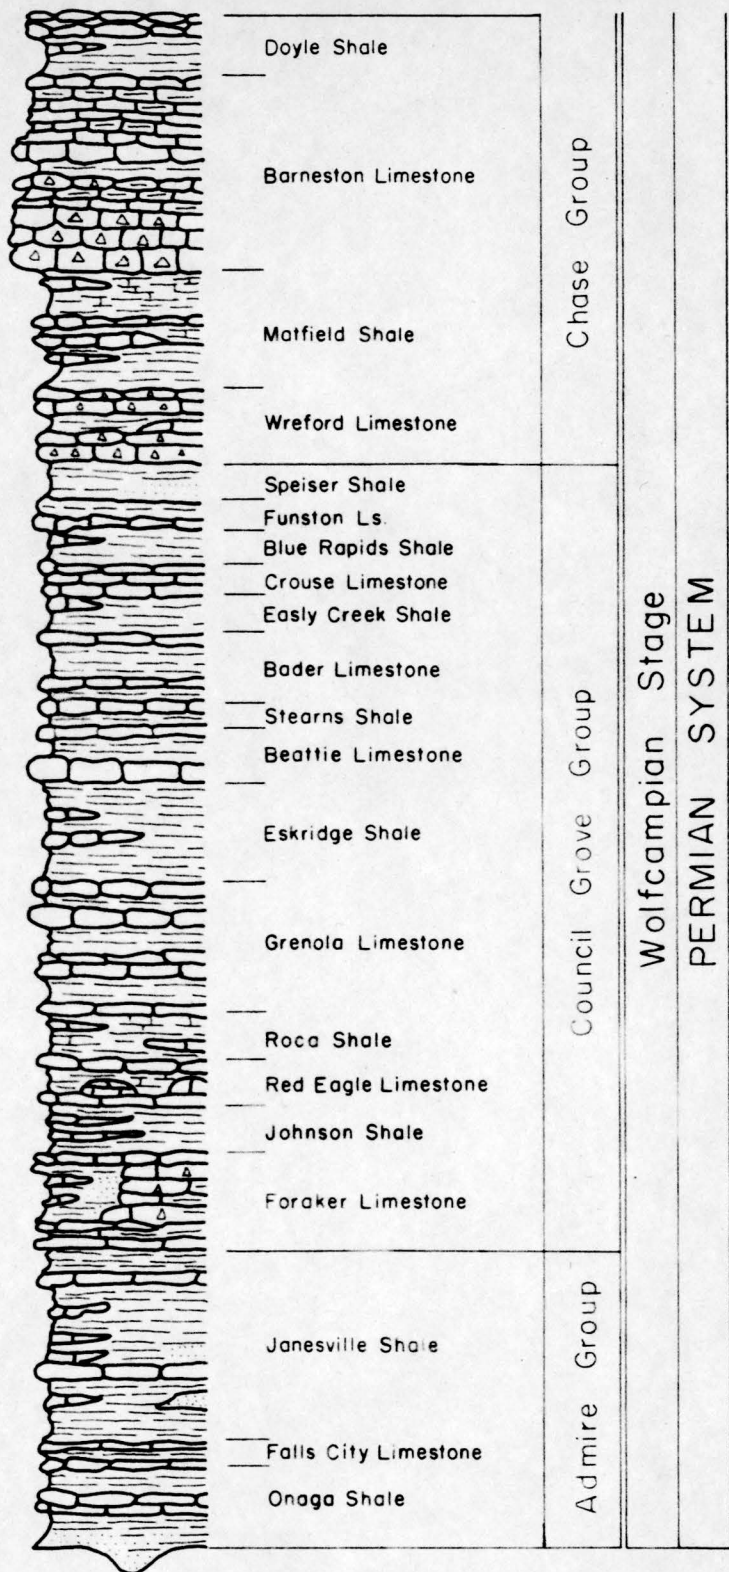 Doyle Shale
Barneston Limestone
Matfield Shale
Wreford Limestone
Speiser Shale
Funston Ls.
Blue Rapids Shale
Crouse Limestone
Easly Creek Shale
Bader Limestone
Stearns Shale
Beattie Limestone
Eskridge Shale
Grenola Limestone
Roca Shale
Red Eagle Limestone
Johnson Shale
Foraker Limestone
Janesville Shale
Falls City Limestone
Onaga Shale
Chase Group
Council Grove Group
Admire Group
Wolfcampian Stage
PERMIAN SYSTEM